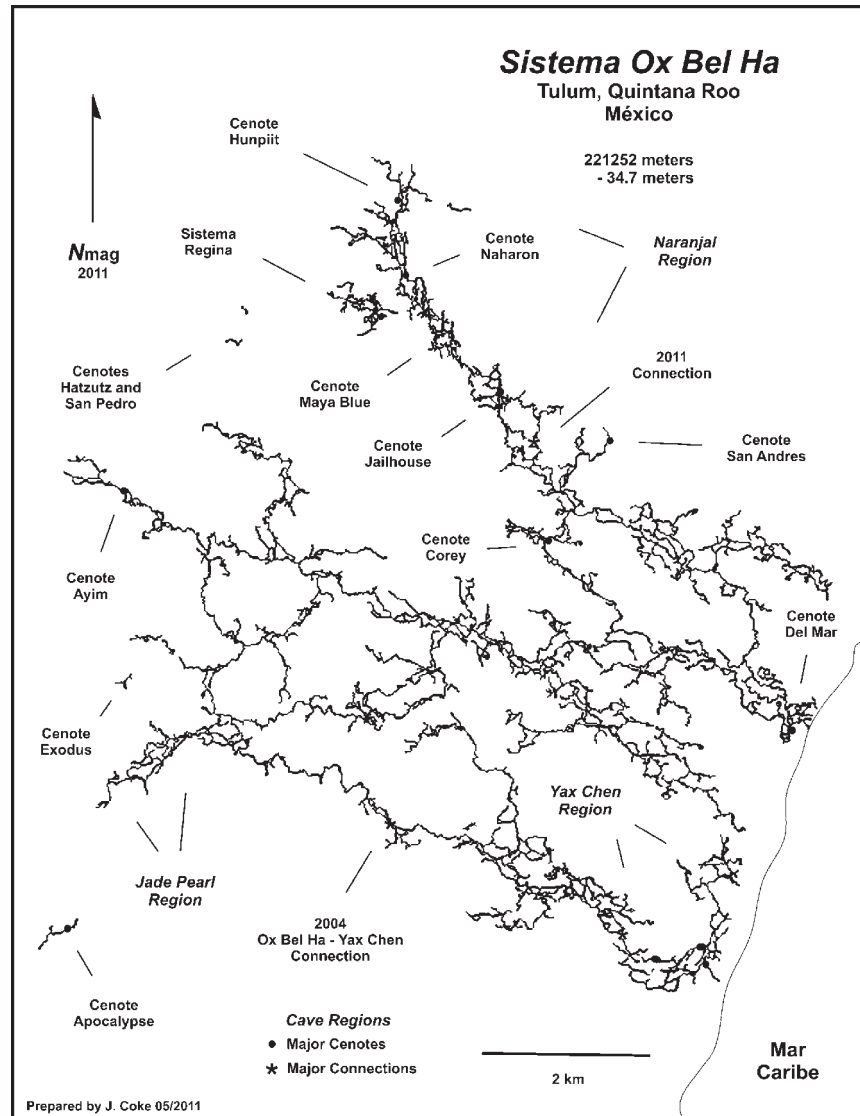 Sistema Ox Bel Ha
Tulum, Quintana Roo
México
221252 meters
- 34.7 meters
Cenote
Hunpiit
Nmag
2011
Sistema
Regina
Cenote
Naharon
Naranjal
Region
Cenotes
Hatzutz and
San Pedro
Cenote
Maya Blue
2011
Connection
Cenote
Jailhouse
Cenote
San Andres
Cenote
Corey
Cenote
Ayim
Cenote
Del Mar
Cenote
Exodus
Yax Chen
Region
Jade Pearl
Region
2004
Ox Bel Ha - Yax Chen
Connection
Cenote
Apocalypse
Cave Regions
Major Cenotes
Major Connections
2 km
Mar
Caribe
Prepared by J. Coke 05/2011